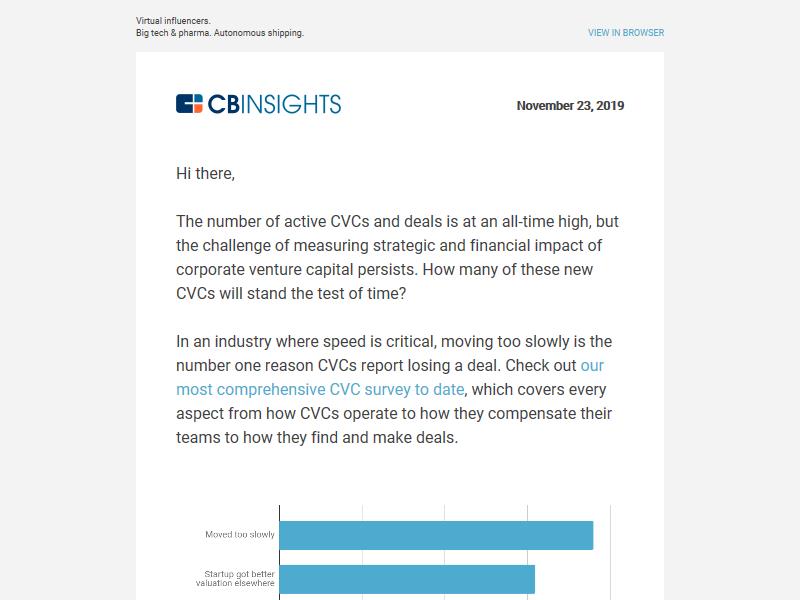 Virtual influencers.
Big tech & pharma. Autonomous shipping.
VIEW IN BROWSER
CBINSIGHTS
November 23, 2019
Hi there,
The number of active CVCs and deals is at an all-time high, but
the challenge of measuring strategic and financial impact of
corporate venture capital persists. How many of these new
CVCs will stand the test of time?
In an industry where speed is critical, moving too slowly is the
number one reason CVCs report losing a deal. Check out our
most comprehensive CVC survey to date, which covers every
aspect from how CVCs operate to how they compensate their
teams to how they find and make deals.
Moved too slowly
Startup got better
valuation elsewhere